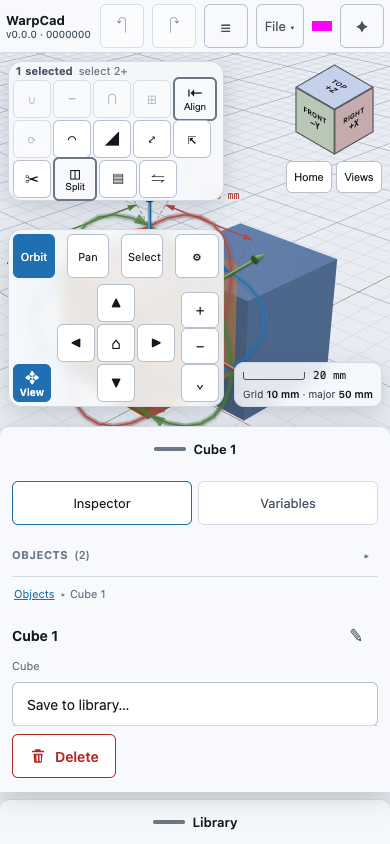 WarpCad
v0.0.0 · 0000000
File
1 selected select 2+
Align
Split
mm
TOP
+Z
FRONT
-Y
RIGHT
+X
Home
Views
Orbit
Pan
Select
View
20 mm
Grid 10 mm · major 50 mm
Cube 1
Inspector
Variables
OBJECTS (2)
Objects ‣ Cube 1
Cube 1
Cube
Save to library...
Delete
Library